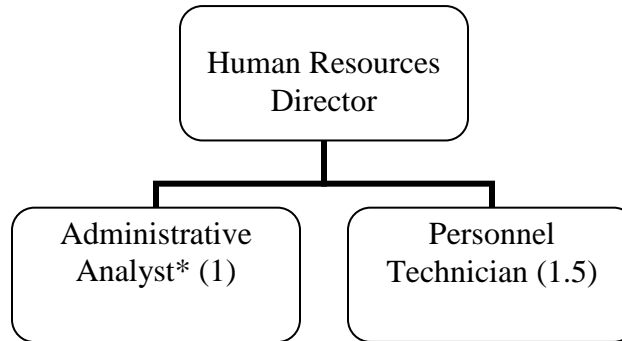 Human Resources
Director
Administrative
Analyst* (1)
Personnel
Technician (1.5)